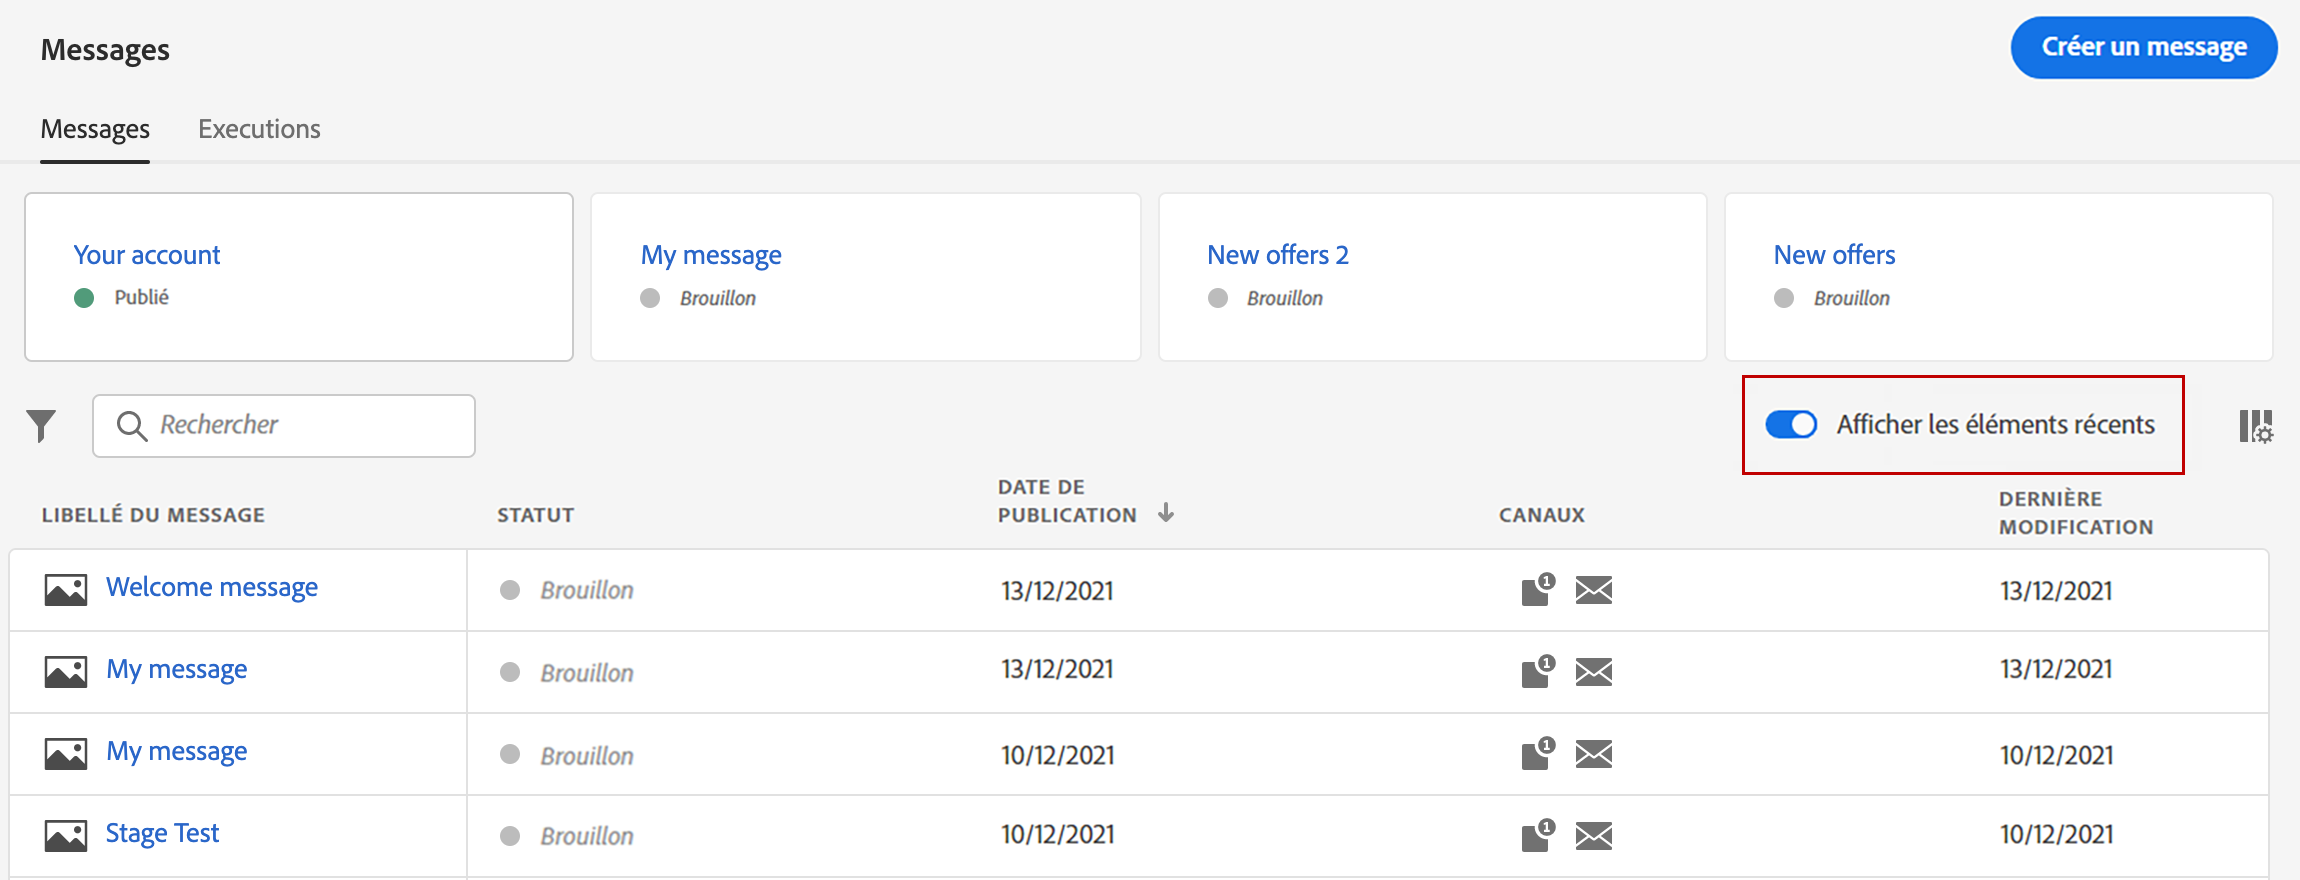 Messages
Créer un message
Messages
Executions
Your account
Publié
My message
Brouillon
New offers 2
Brouillon
New offers
Brouillon
Rechercher
Afficher les éléments récents
LIBELLÉ DU MESSAGE
STATUT
DATE DE
PUBLICATION
CANAUX
DERNIÈRE
MODIFICATION
Welcome message
Brouillon
13/12/2021
1
13/12/2021
My message
Brouillon
13/12/2021
1
13/12/2021
My message
Brouillon
10/12/2021
1
10/12/2021
Stage Test
Brouillon
10/12/2021
1
10/12/2021